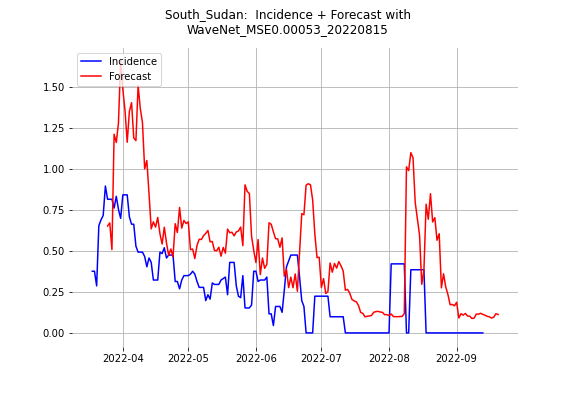 South_Sudan:  Incidence + Forecast with
WaveNet_MSE0.00053_20220815
Incidence
Forecast
1.50
1.25
1.00
0.75
0.50
0.25
0.00
2022-04 2022-05 2022-06 2022-07 2022-08 2022-09